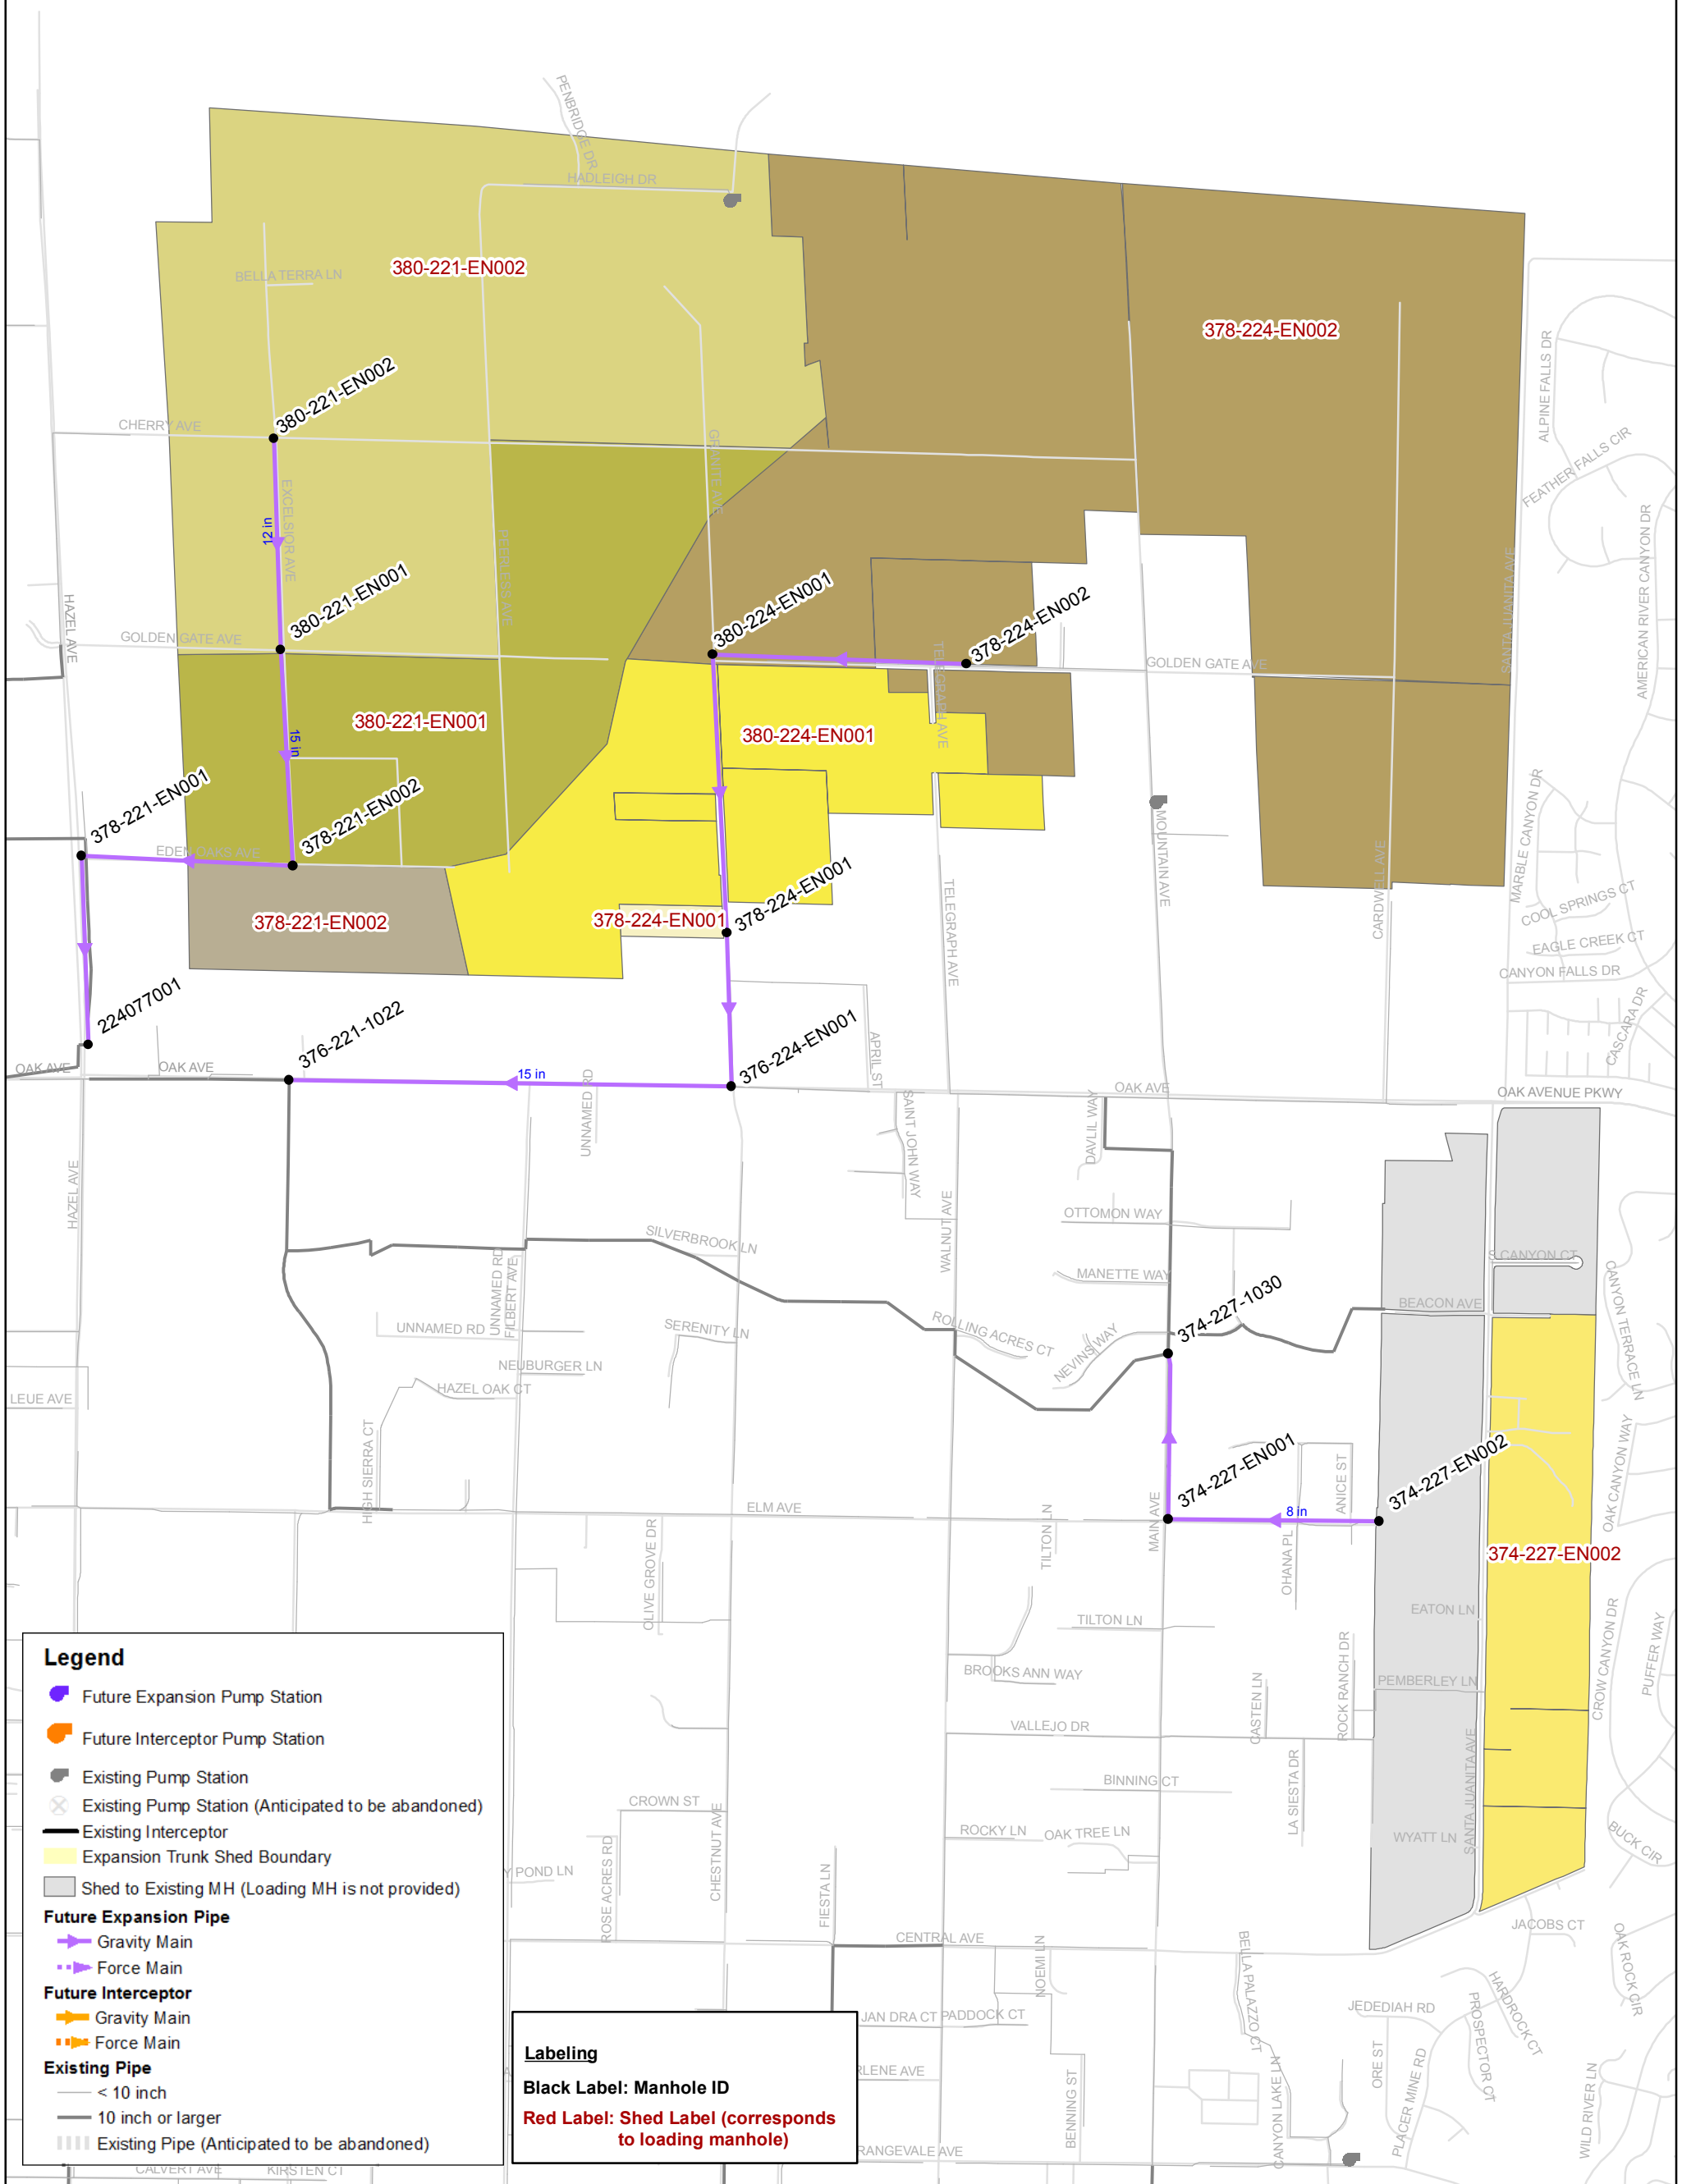 PENBRIDGE DR
HADLEIGH DR
380-221-EN002
BELLA TERRA LN
378-224-EN002
ALPINE FALLS DR
380-221-EN002
CHERRY AVE
GRANITE AVE
FEATHER FALLS CIR
EXCELSIOR AVE
12 in
PEERLESS AVE
AMERICAN RIVER CANYON DR
SANTA JUANITA AVE
380-221-EN001
380-224-EN001
378-224-EN002
HAZEL AVE
GOLDEN GATE AVE
GOLDEN GATE AVE
TELEGRAPH AVE
380-221-EN001
380-224-EN001
15 in
378-221-EN001
378-221-EN002
MOUNTAIN AVE
MARBLE CANYON DR
EDEN OAKS AVE
378-221-EN002
378-224-EN001
378-224-EN001
TELEGRAPH AVE
CARDWELL AVE
COOL SPRINGS CT
EAGLE CREEK CT
CANYON FALLS DR
224077001
376-221-1022
376-224-EN001
CASCARA DR
OAK AVE
OAK AVE
15 in
UNNAMED RD
APRIL ST
OAK AVE
OAK AVENUE PKWY
SAINT JOHN WAY
DAVLIL WAY
HAZEL AVE
WALNUT AVE
OTTOMON WAY
SILVERBROOK LN
S CANYON CT
MANETTE WAY
CANYON TERRACE LN
UNNAMED RD
FILBERT AVE
374-227-1030
BEACON AVE
UNNAMED RD
SERENITY LN
ROLLING ACRES CT
NEVINS WAY
NEUBURGER LN
LEUE AVE
HAZEL OAK CT
HIGH SIERRA CT
374-227-EN001
374-227-EN002
OAK CANYON WAY
ANICE ST
ELM AVE
MAIN AVE
8 in
OLIVE GROVE DR
TILTON LN
OHANA PL
374-227-EN002
EATON LN
TILTON LN
CROW CANYON DR
PUFFER WAY
BROOKS ANN WAY
CASTEN LN
ROCK RANCH DR
PEMBERLEY LN
VALLEJO DR
LA SIESTA DR
SANTA JUANITA AVE
BINNING CT
CROWN ST
CHESTNUT AVE
ROCKY LN
OAK TREE LN
WYATT LN
BUCK CIR
Y POND LN
ROSE ACRES RD
FIESTA LN
CENTRAL AVE
JACOBS CT
NOEMI LN
BELLA PALAZZO CT
OAK ROCK CIR
HARDROCK CT
JEDEDIAH RD
PROSPECTOR CT
JAN DRA CT
PADDOCK CT
ORE ST
PLACER MINE RD
RLENE AVE
BENNING ST
CANYON LAKE LN
WILD RIVER LN
RANGEVALE AVE
CALVERT AVE
KIRSTEN CT
Legend
Future Expansion Pump Station
Future Interceptor Pump Station
Existing Pump Station
Existing Pump Station (Anticipated to be abandoned)
Existing Interceptor
Expansion Trunk Shed Boundary
Shed to Existing MH (Loading MH is not provided)
Future Expansion Pipe
Gravity Main
Force Main
Future Interceptor
Gravity Main
Force Main
Existing Pipe
< 10 inch
10 inch or larger
Existing Pipe (Anticipated to be abandoned)
Labeling
Black Label: Manhole ID
Red Label: Shed Label (corresponds
to loading manhole)